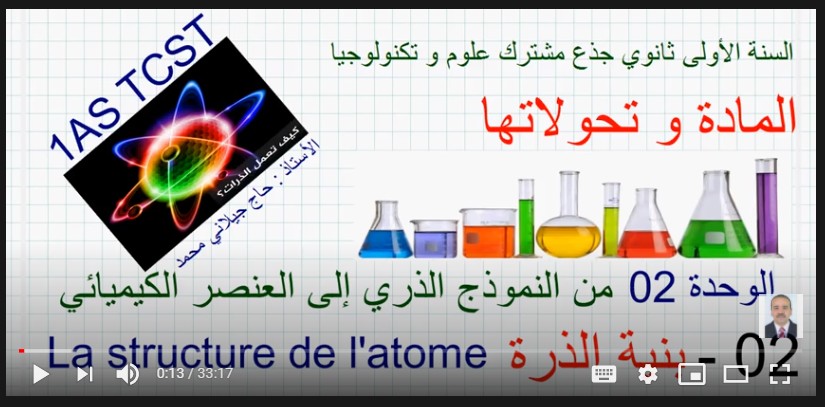 1AS TCST
السنة الأولى ثانوي جذع مشترك علوم و تكنولوجيا
المادة و تحولاتها
كيف تعمل الذرات؟
الأستاذ : حاج جيلاني محمد
الوحدة 02 من النموذج الذري إلى العنصر الكيميائي
02 - بنية الذرة La structure de l'atome
0:13 / 33:17